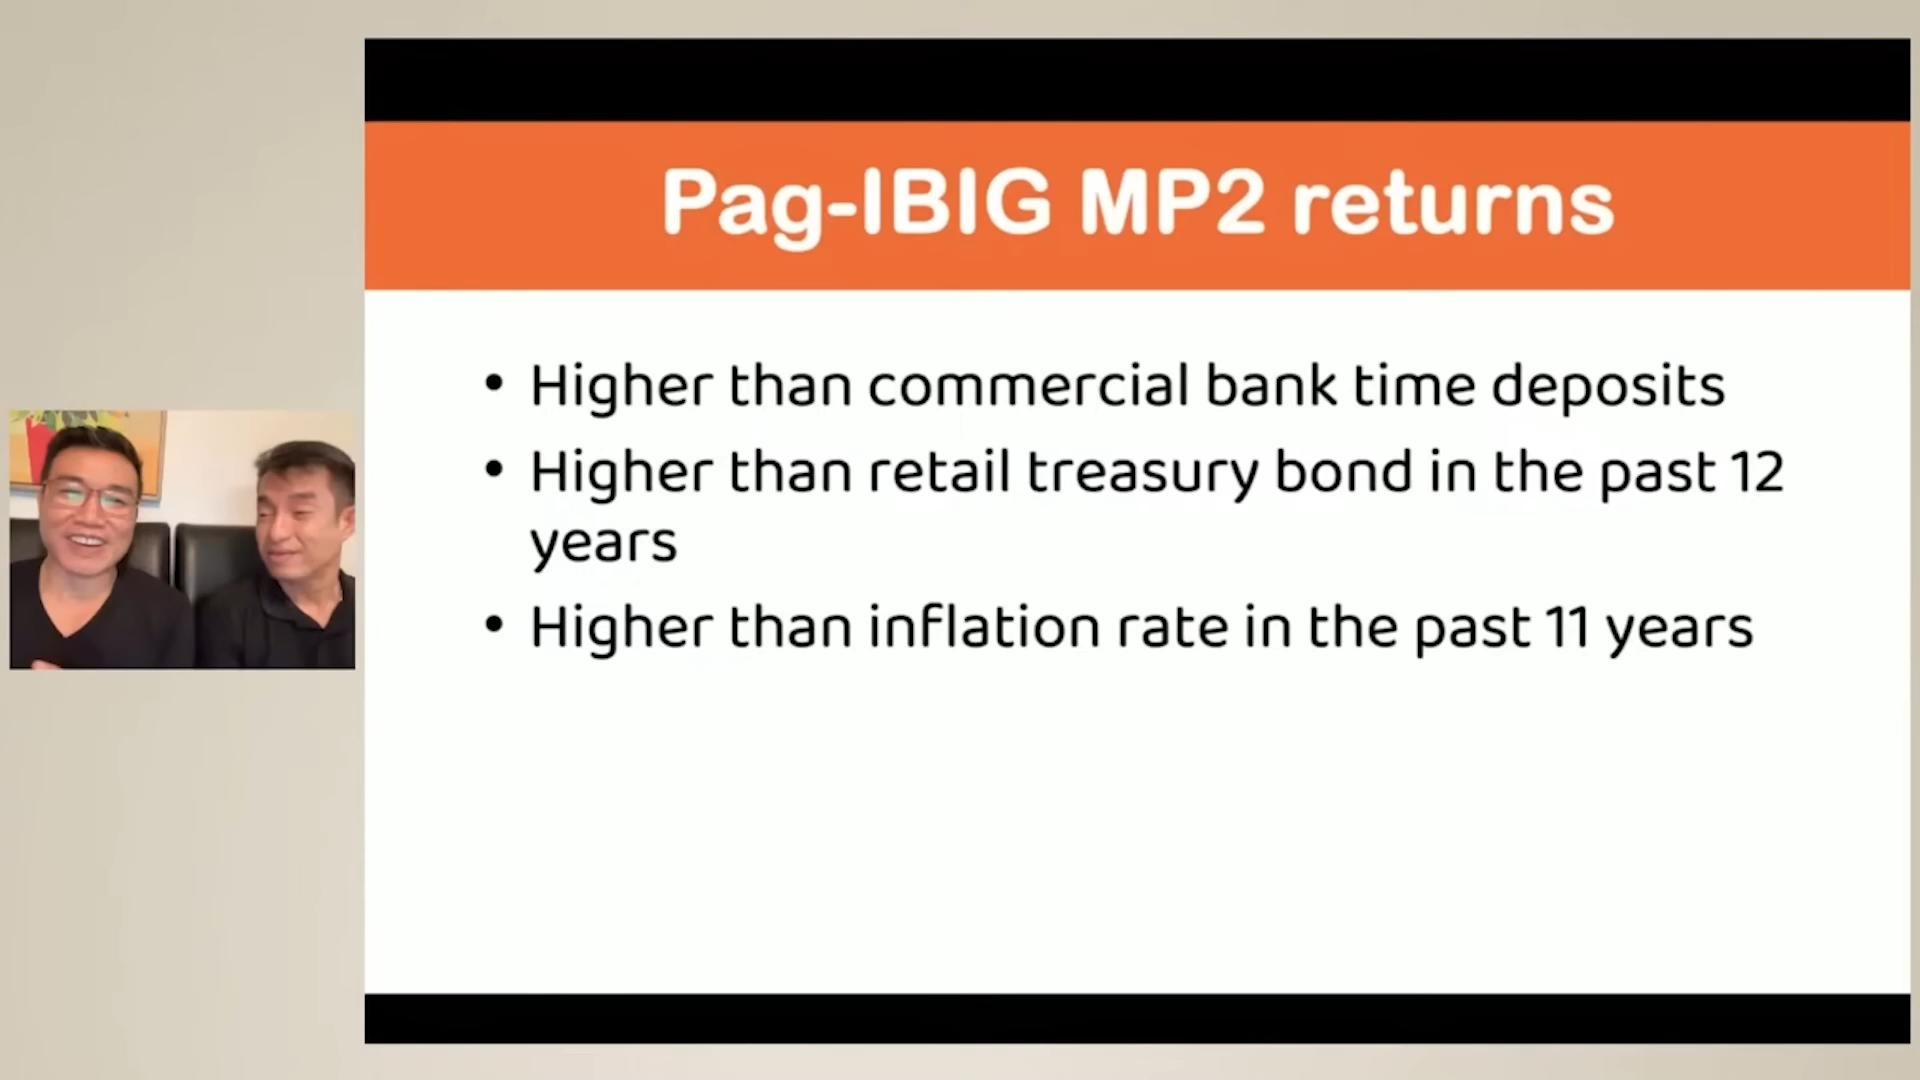 Pag-IBIG MP2 returns
• Higher than commercial bank time deposits
• Higher than retail treasury bond in the past 12
years
• Higher than inflation rate in the past 11 years